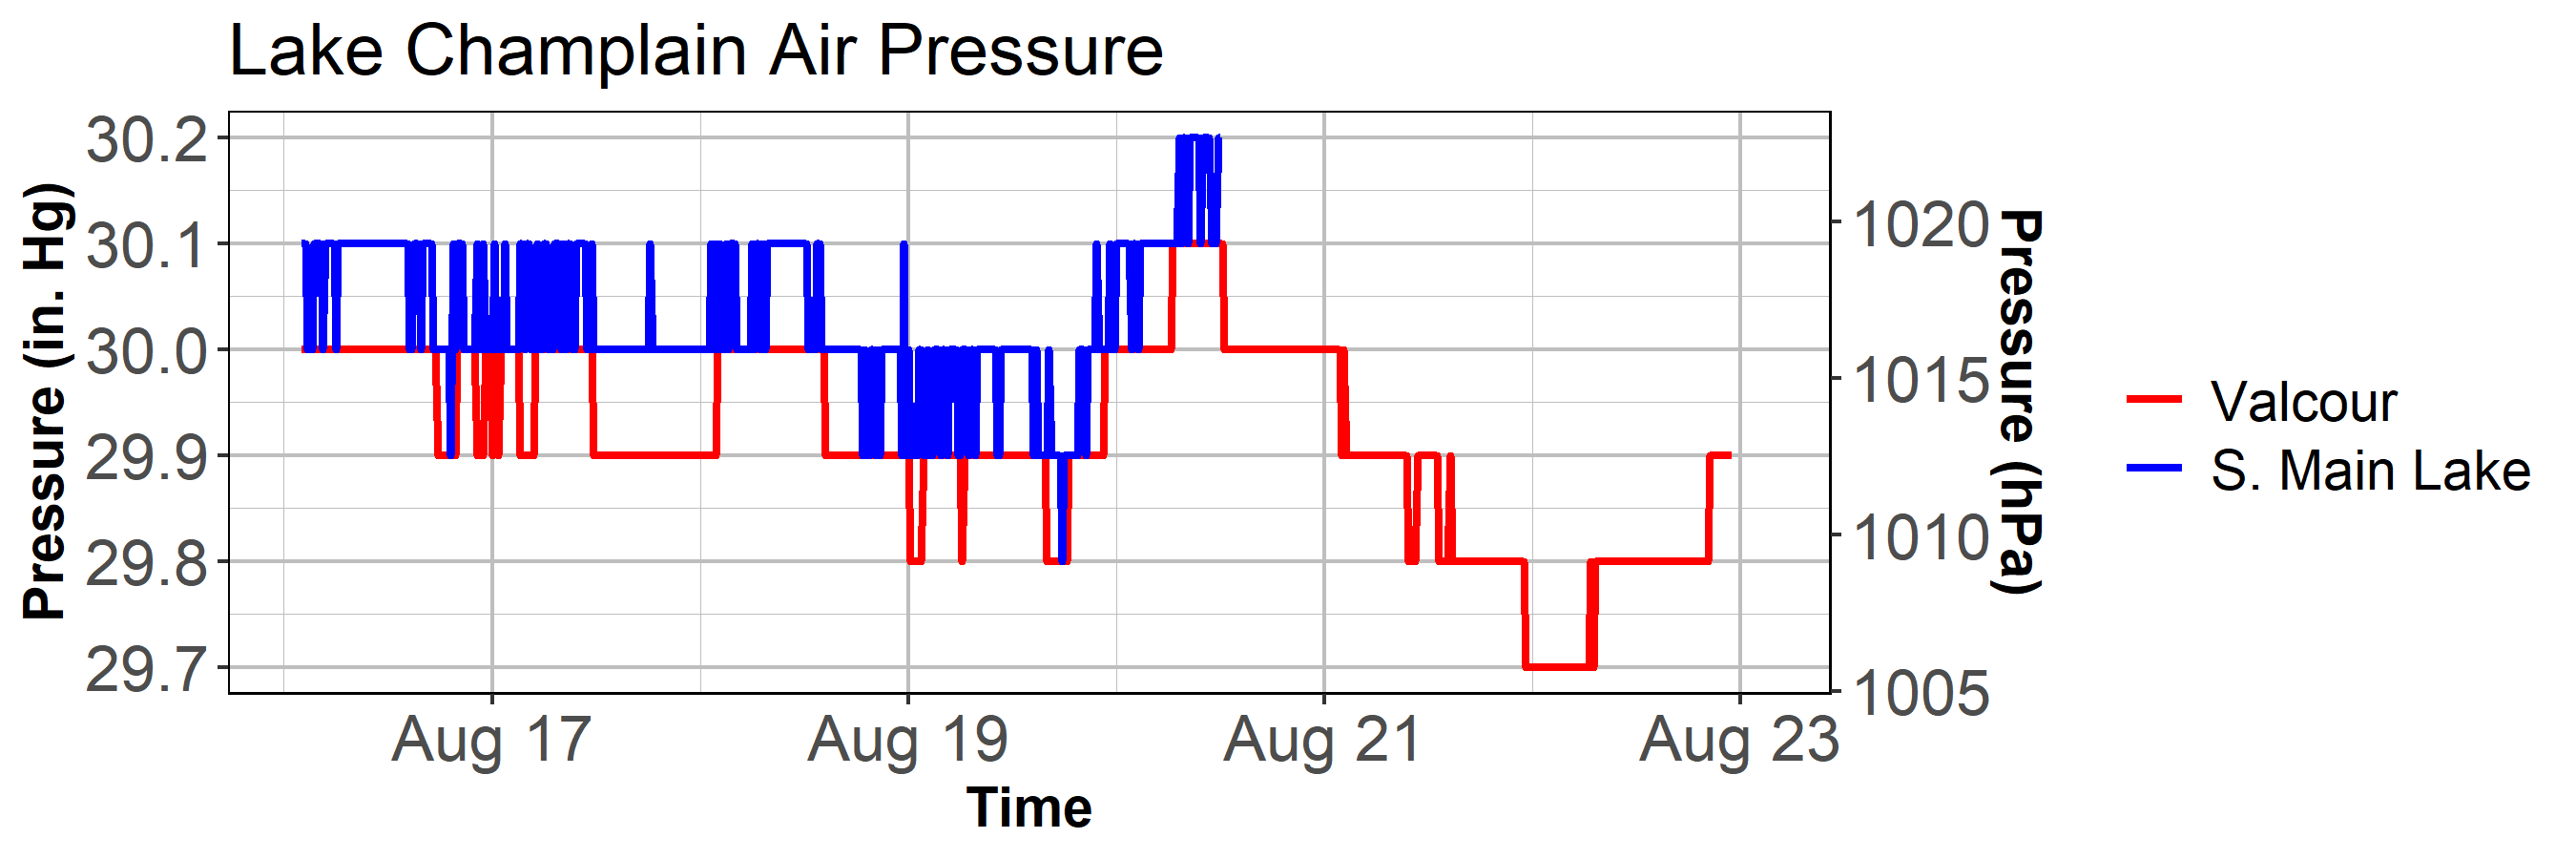 Lake Champlain Air Pressure
Pressure (in. Hg)
30.2
30.1
30.0
29.9
29.8
29.7
1020
1015
1010
1005
Pressure (hPa)
Aug 17
Aug 19
Aug 21
Aug 23
Time
Valcour
S. Main Lake